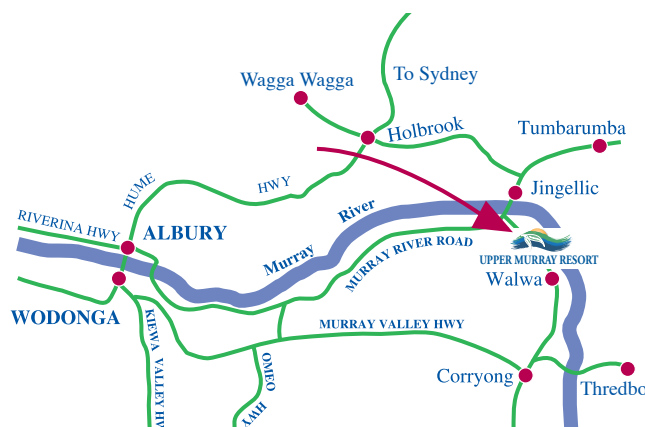 To Sydney
Wagga Wagga
Holbrook
Tumbarumba
HUME
HWY
Jingellic
RIVERINA HWY
ALBURY
River
Murray
MURRAY RIVER ROAD
UPPER MURRAY RESORT
Walwa
WODONGA
KIEWA VALLEY HW
MURRAY VALLEY HWY
OMEO
HWY
Corryong
Thredbo